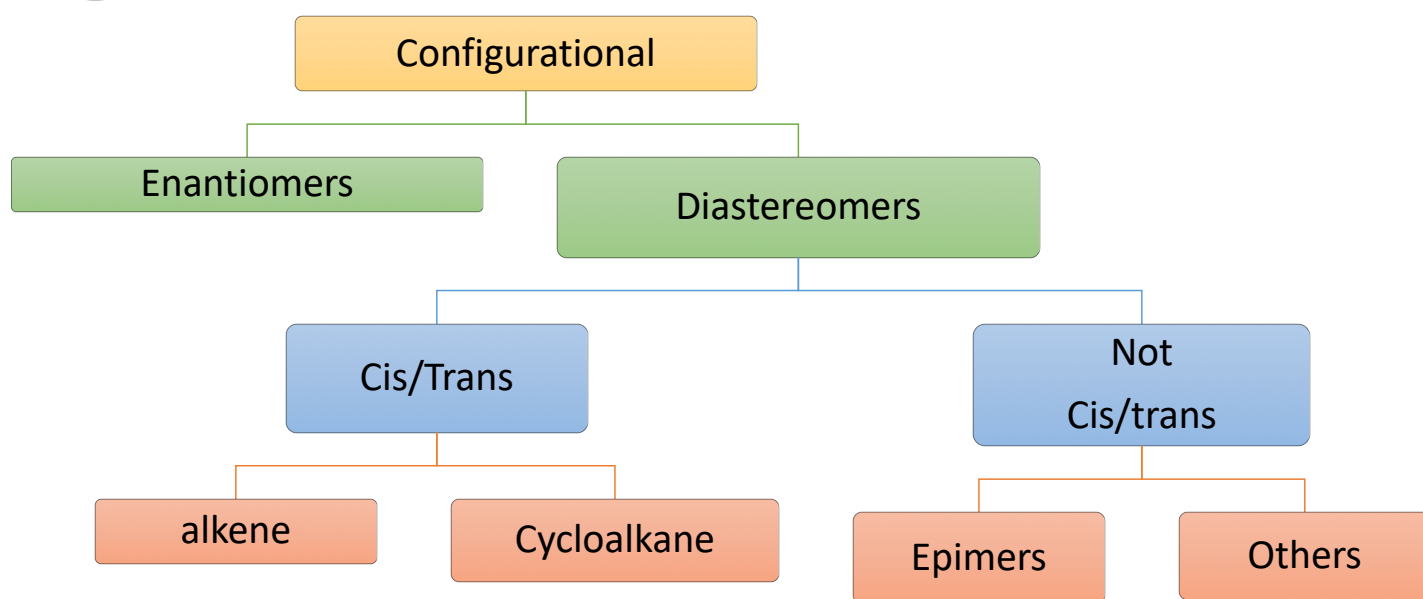 Configurational
Enantiomers
Diastereomers
Cis/Trans
Not
Cis/trans
alkene
Cycloalkane
Epimers
Others